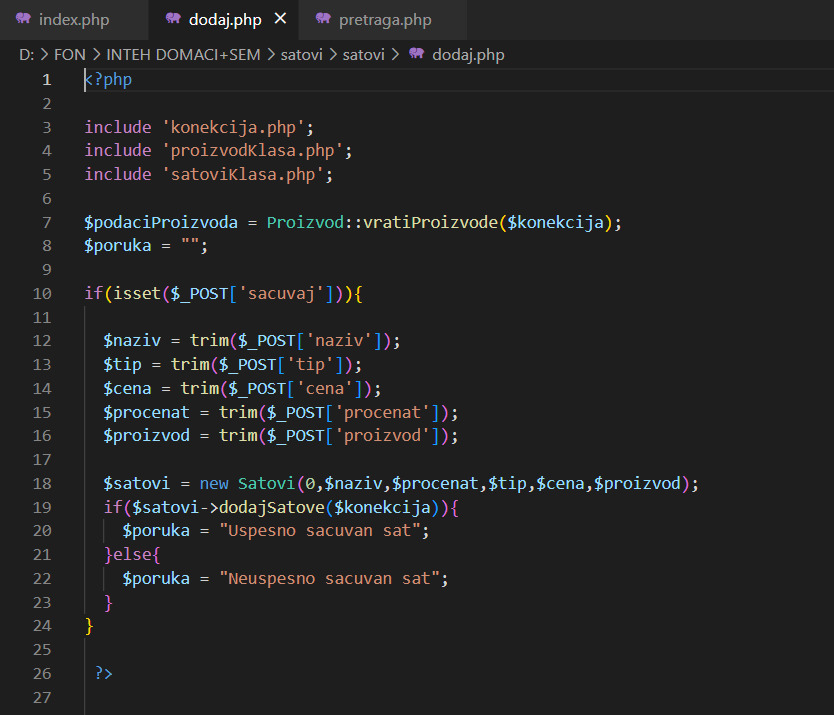 index.php dodaj.php × pretraga.php
D: > FON > INTEH DOMACI+SEM > satovi > satovi > dodaj.php
1 <?php
2
3 include 'konekcija.php';
4 include 'proizvodKlasa.php';
5 include 'satoviKlasa.php';
6
7 $podaciProizvoda = Proizvod::vratiProizvode($konekcija);
8 $poruka = "";
9
10 if(isset($_POST['sacuvaj'])){
11
12 $naziv = trim($_POST['naziv']);
13 $tip = trim($_POST['tip']);
14 $cena = trim($_POST['cena']);
15 $procenat = trim($_POST['procenat']);
16 $proizvod = trim($_POST['proizvod']);
17
18 $satovi = new Satovi(0,$naziv,$procenat,$tip,$cena,$proizvod);
19 if($satovi->dodajSatove($konekcija)){
20 $poruka = "Uspesno sacuvan sat";
21 }else{
22 $poruka = "Neuspesno sacuvan sat";
23 }
24 }
25
26 ?>
27